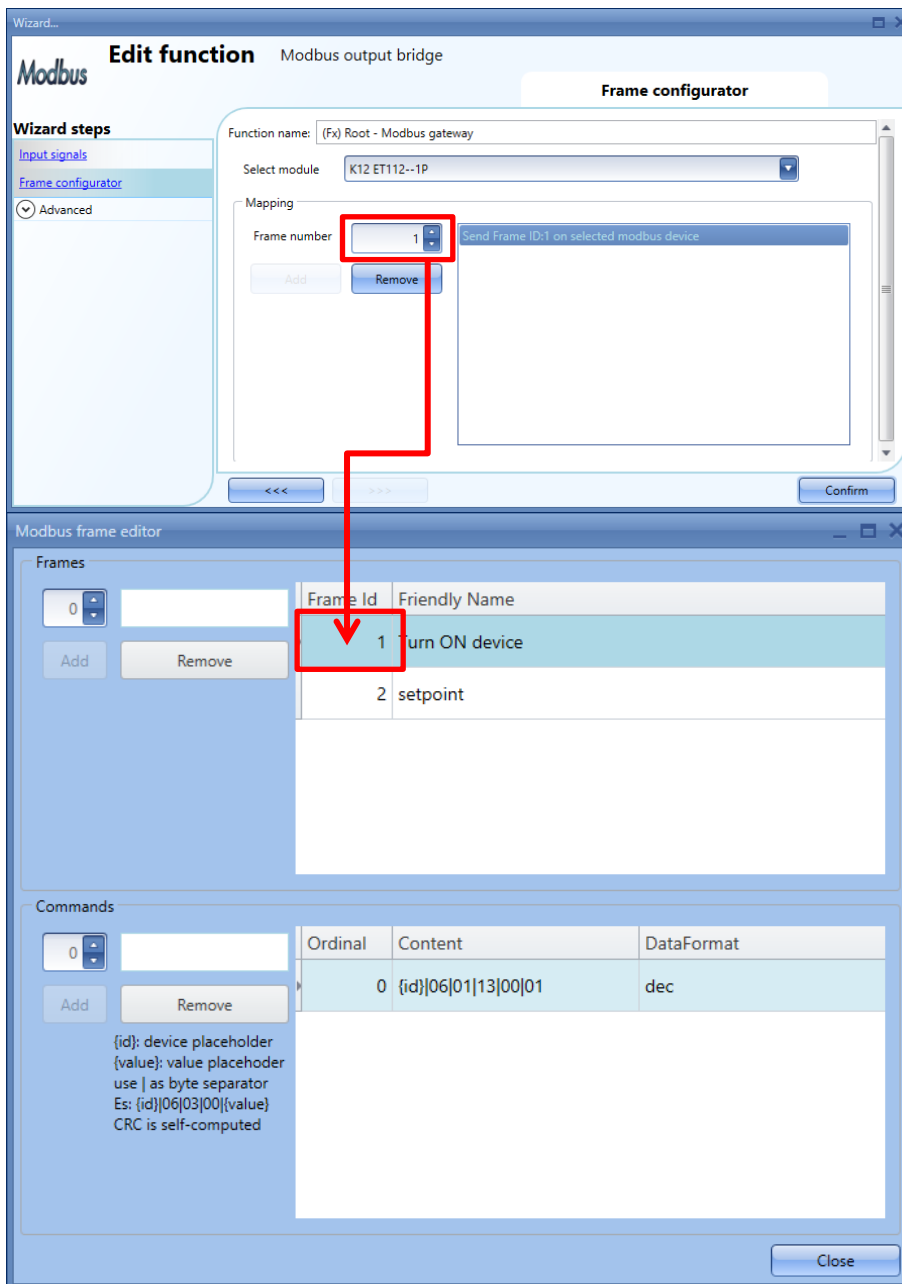 Wizard...
Modbus
Edit function Modbus output bridge
Frame configurator
Wizard steps
Input signals
Frame configurator
Advanced
Function name: (Fx) Root - Modbus gateway
Select module K12 ET112--1P
Mapping
Frame number 1
Send Frame ID:1 on selected modbus device
Add Remove
<<< >>> Confirm
Modbus frame editor
Frames
0
Add Remove
Frame Id Friendly Name
1 Turn ON device
2 setpoint
Commands
0
Add Remove
{id}: device placeholder
{value}: value placehoder
use | as byte separator
Es: {id}|06|03|00|{value}
CRC is self-computed
Ordinal Content DataFormat
0 {id}|06|01|13|00|01 dec
Close